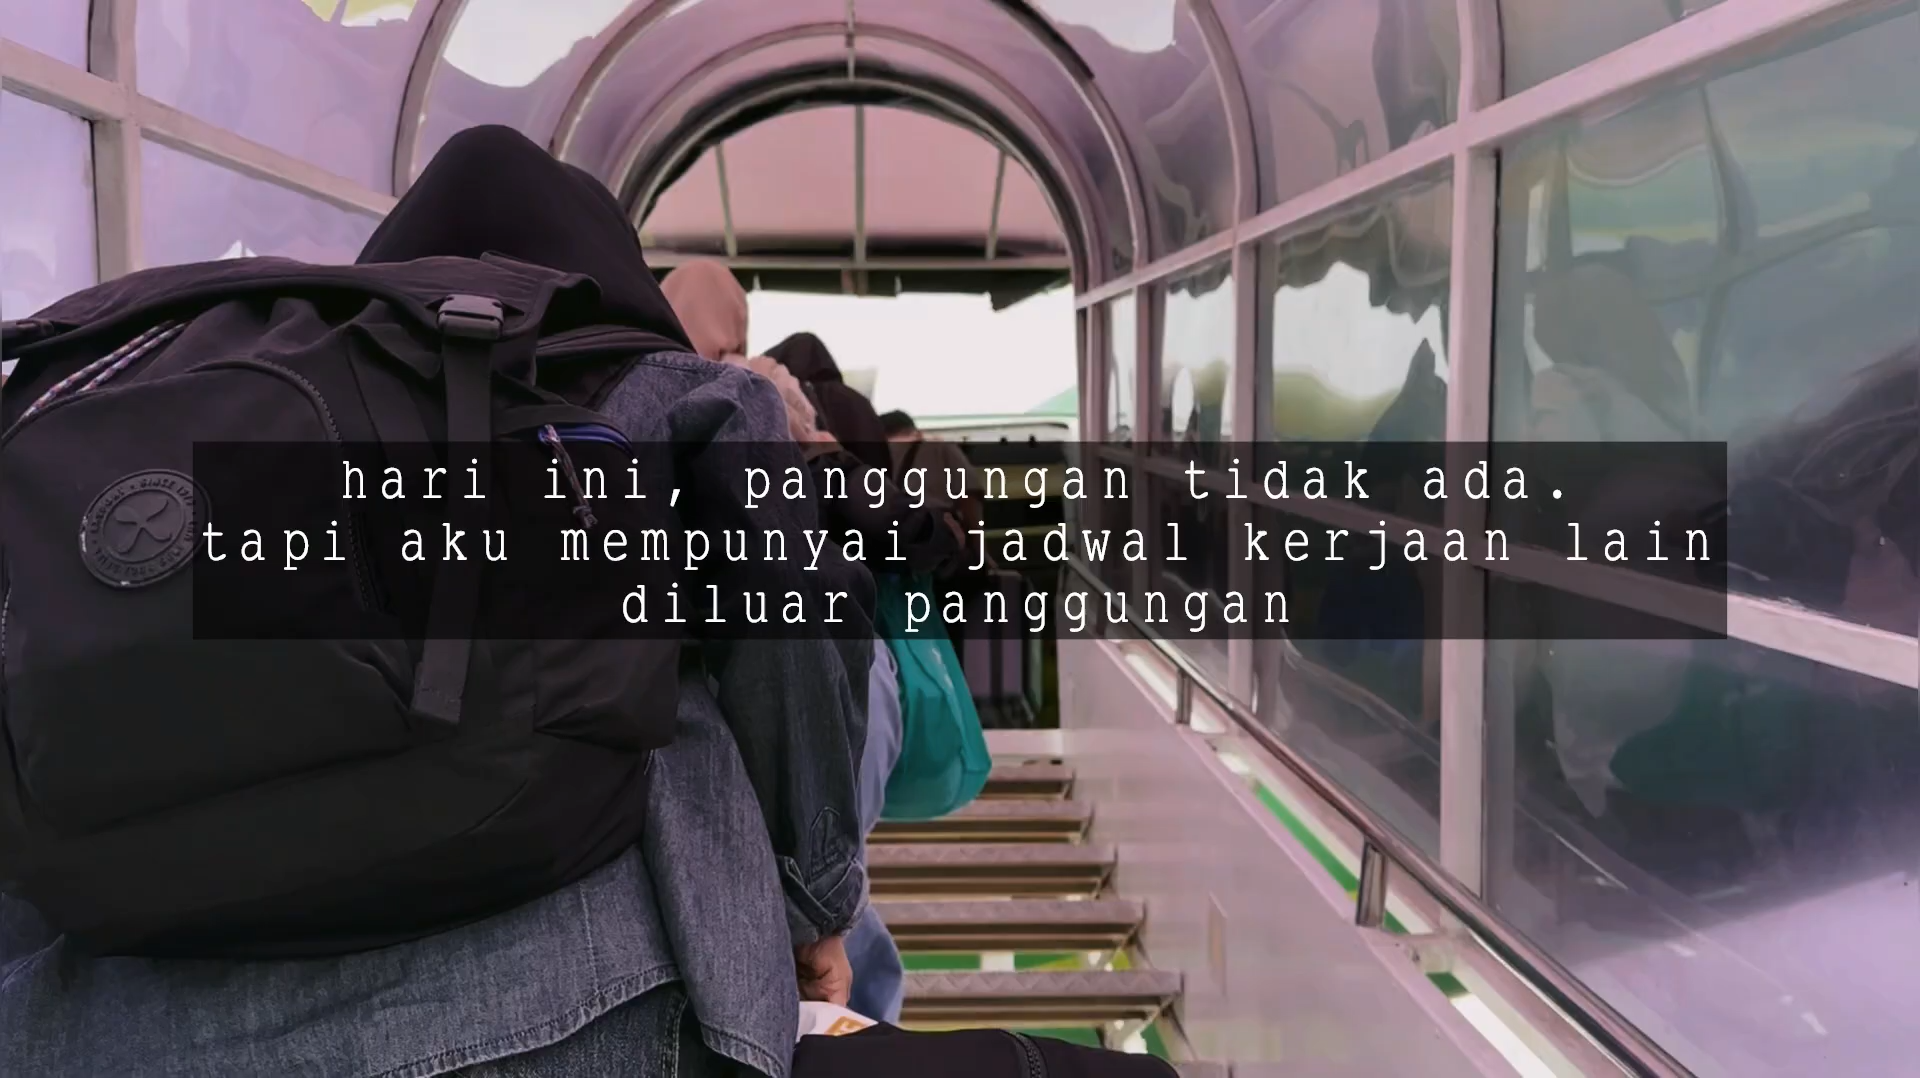 hari ini, panggungan tidak ada.
tapi aku mempunyai jadwal kerjaan lain
diluar panggungan